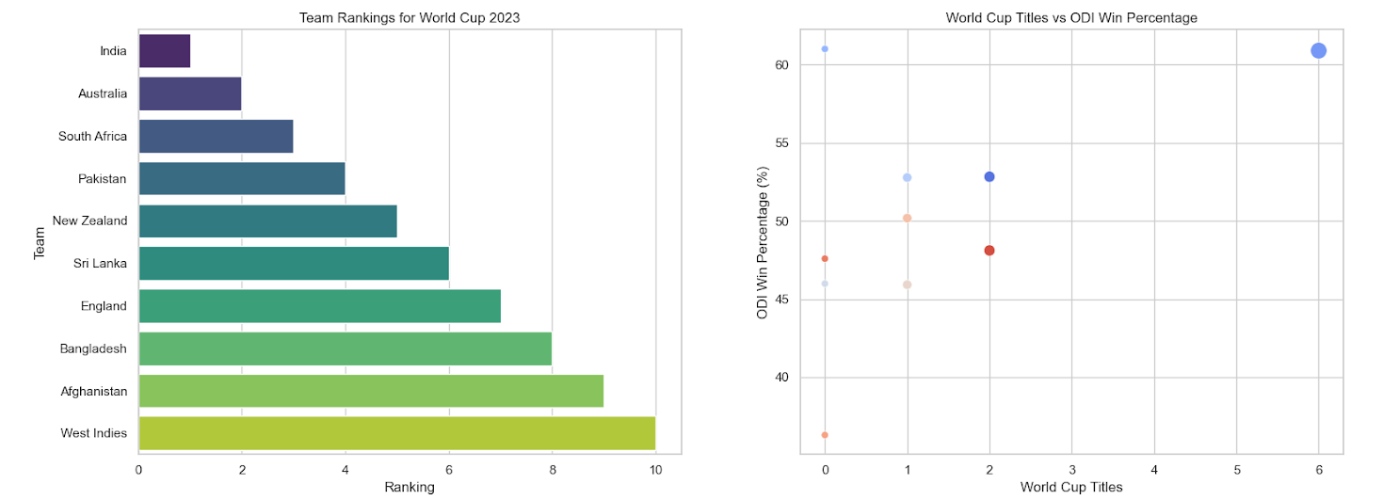 Team Rankings for World Cup 2023
Team
India
Australia
South Africa
Pakistan
New Zealand
Sri Lanka
England
Bangladesh
Afghanistan
West Indies
0 2 4 6 8 10
Ranking
World Cup Titles vs ODI Win Percentage
ODI Win Percentage (%)
60
55
50
45
40
0 1 2 3 4 5 6
World Cup Titles